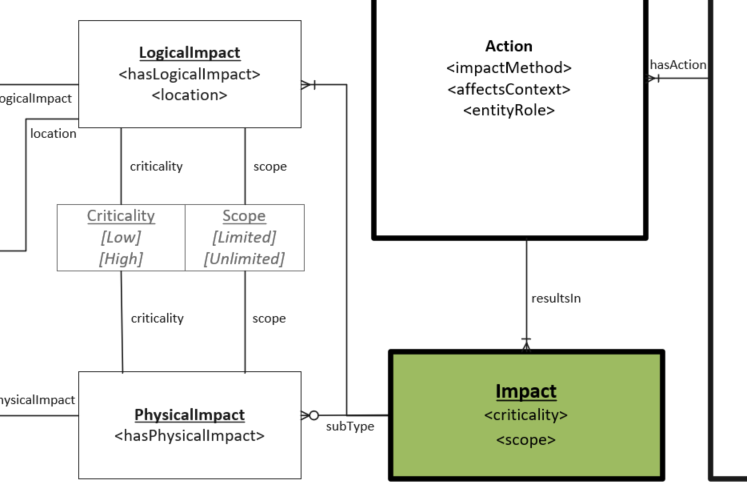 LogicalImpact
<hasLogicalImpact>
<location>
ogicalImpact
location
criticality
scope
Criticality
[Low]
[High]
Scope
[Limited]
[Unlimited]
criticality
scope
hysicalImpact
PhysicalImpact
<hasPhysicalImpact>
subType
Action
<impactMethod>
<affectsContext>
<entityRole>
hasAction
resultsIn
Impact
<criticality>
<scope>